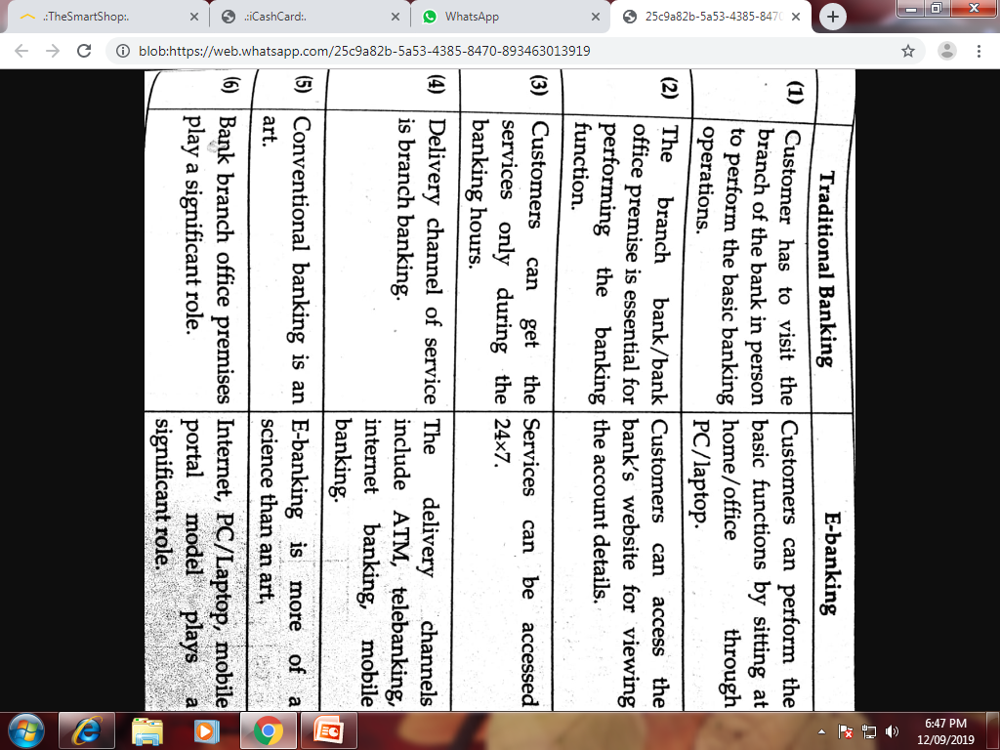 .:TheSmartShop:.
.:iCashCard:.
WhatsApp
25c9a82b-5a53-4385-8470
blob:https://web.whatsapp.com/25c9a82b-5a53-4385-8470-893463013919
Traditional Banking
E-banking
(1)
Customer has to visit the
branch of the bank in person
to perform the basic banking
operations.
Customers can perform the
basic functions by sitting at
home/office through
PC/laptop.
(2)
The branch bank/bank
office premise is essential for
performing the banking
function.
Customers can access the
bank's website for viewing
the account details.
(3)
Customers can get the
services only during the
banking hours.
Services can be accessed
24×7.
(4)
Delivery channel of service
is branch banking.
The delivery channels
include ATM, telebanking,
internet banking, mobile
banking.
(5)
Conventional banking is an
art.
E-banking is more of a
science than an art.
(6)
Bank branch office premises
play a significant role.
Internet, PC/Laptop, mobile
portal model plays a
significant role.
6:47 PM
12/09/2019